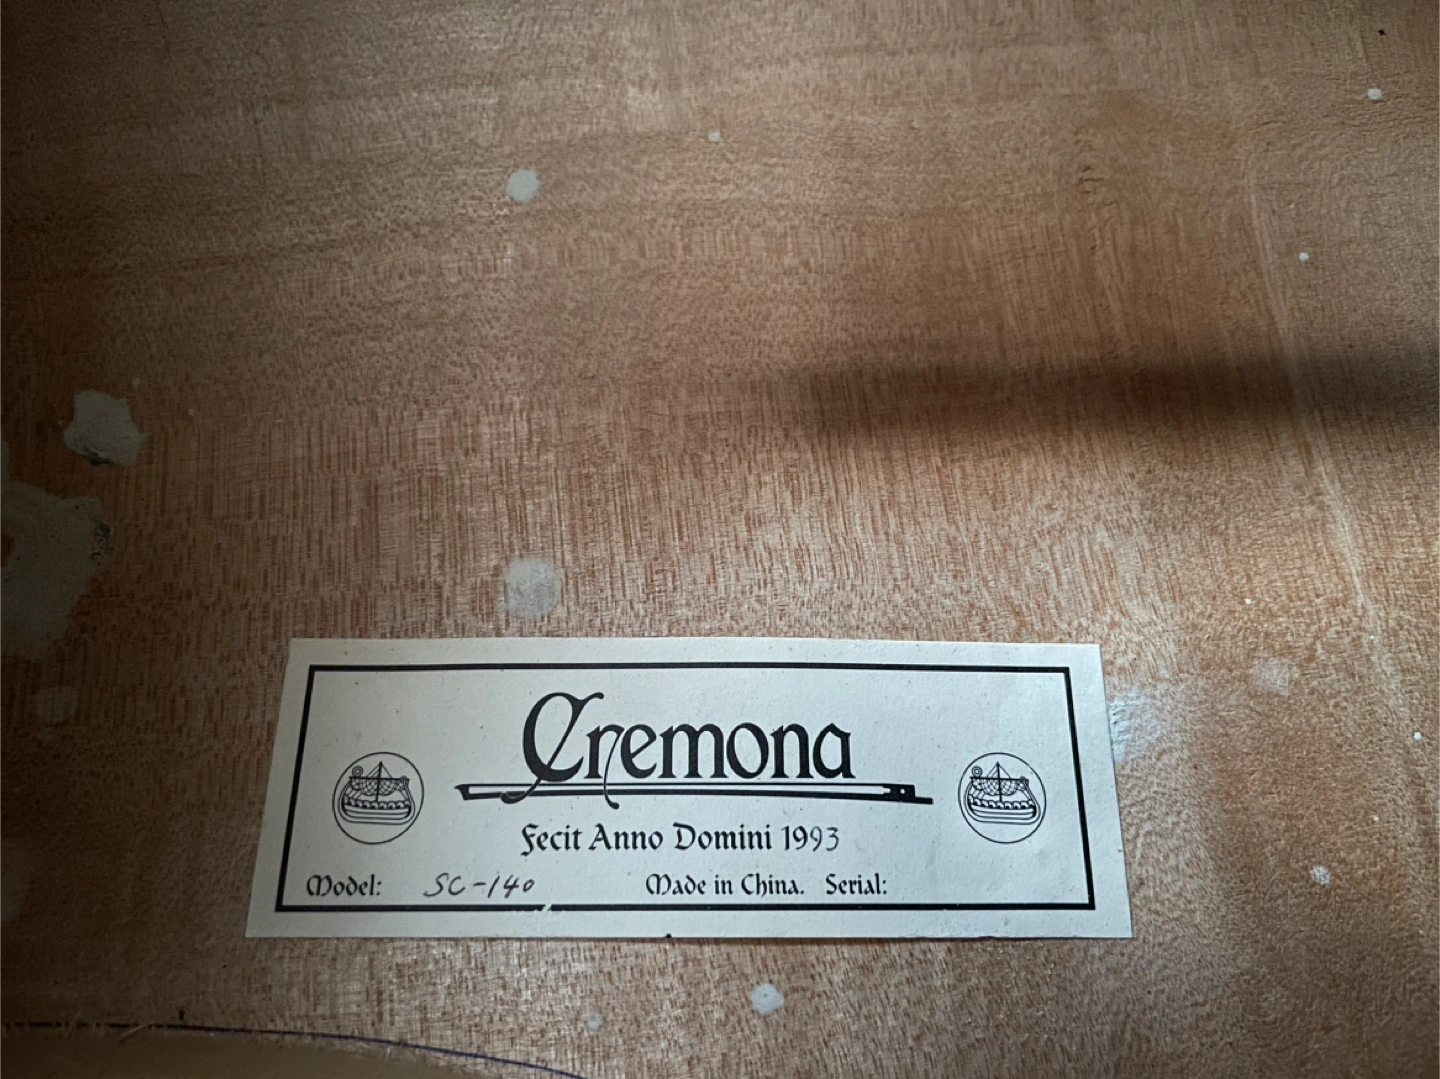 Cremona
Fecit Anno Domini 1993
Model: SC-140 Made in China. Serial: